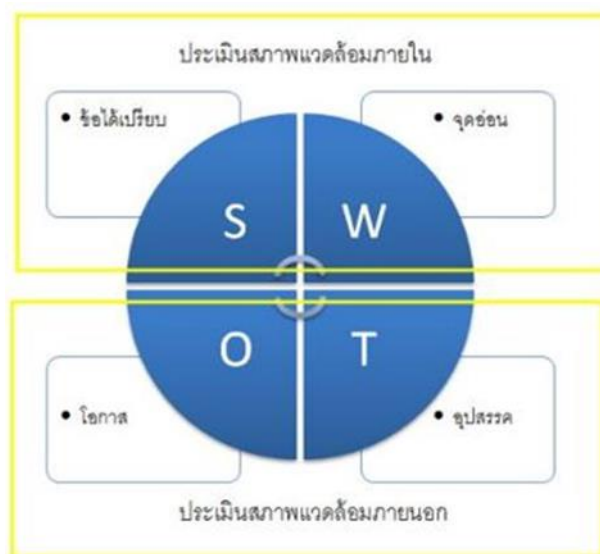 ประเมินสภาพแวดล้อมภายใน
• ข้อได้เปรียบ
• จุดอ่อน
S
W
O
T
• โอกาส
• อุปสรรค
ประเมินสภาพแวดล้อมภายนอก